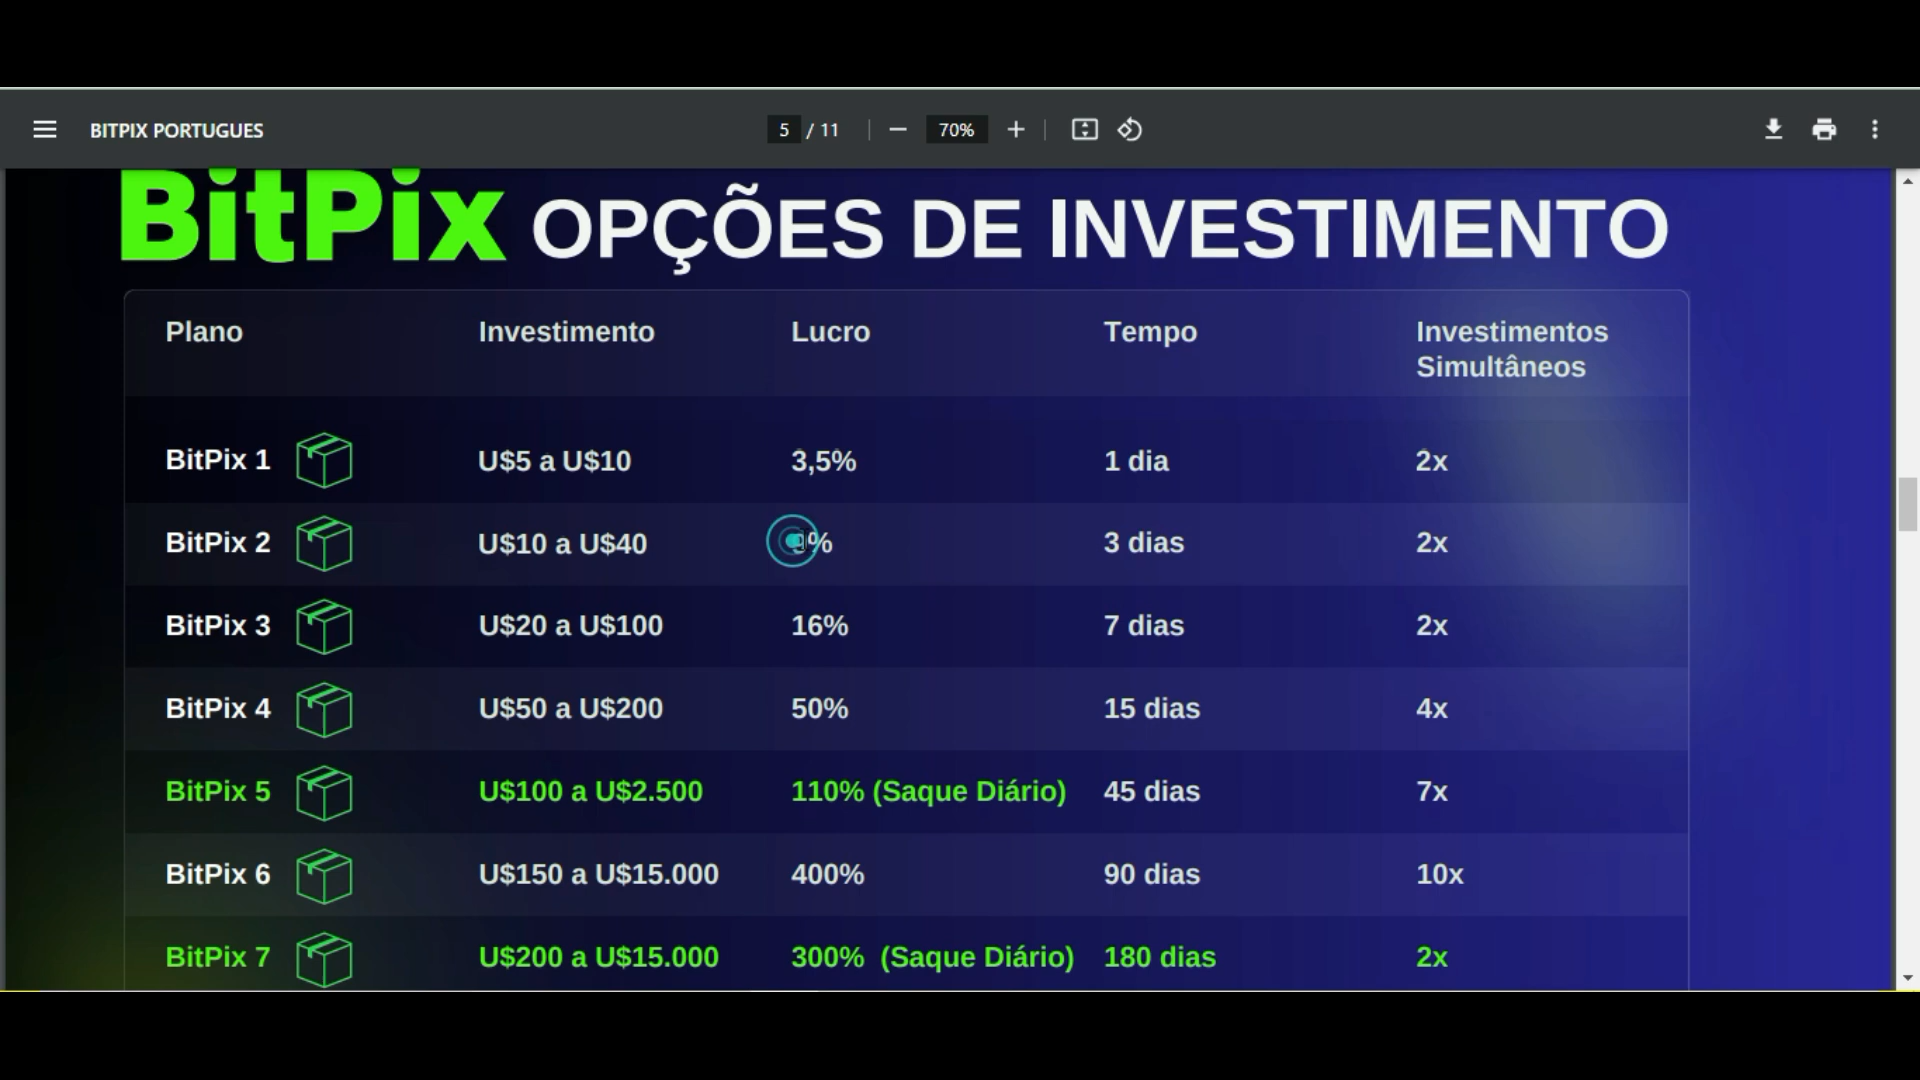 BITPIX PORTUGUES
5 / 11
70%
BitPix OPÇÕES DE INVESTIMENTO
Plano Investimento Lucro Tempo Investimentos Simultâneos
BitPix 1 U$5 a U$10 3,5% 1 dia 2x
BitPix 2 U$10 a U$40 % 3 dias 2x
BitPix 3 U$20 a U$100 16% 7 dias 2x
BitPix 4 U$50 a U$200 50% 15 dias 4x
BitPix 5 U$100 a U$2.500 110% (Saque Diário) 45 dias 7x
BitPix 6 U$150 a U$15.000 400% 90 dias 10x
BitPix 7 U$200 a U$15.000 300% (Saque Diário) 180 dias 2x